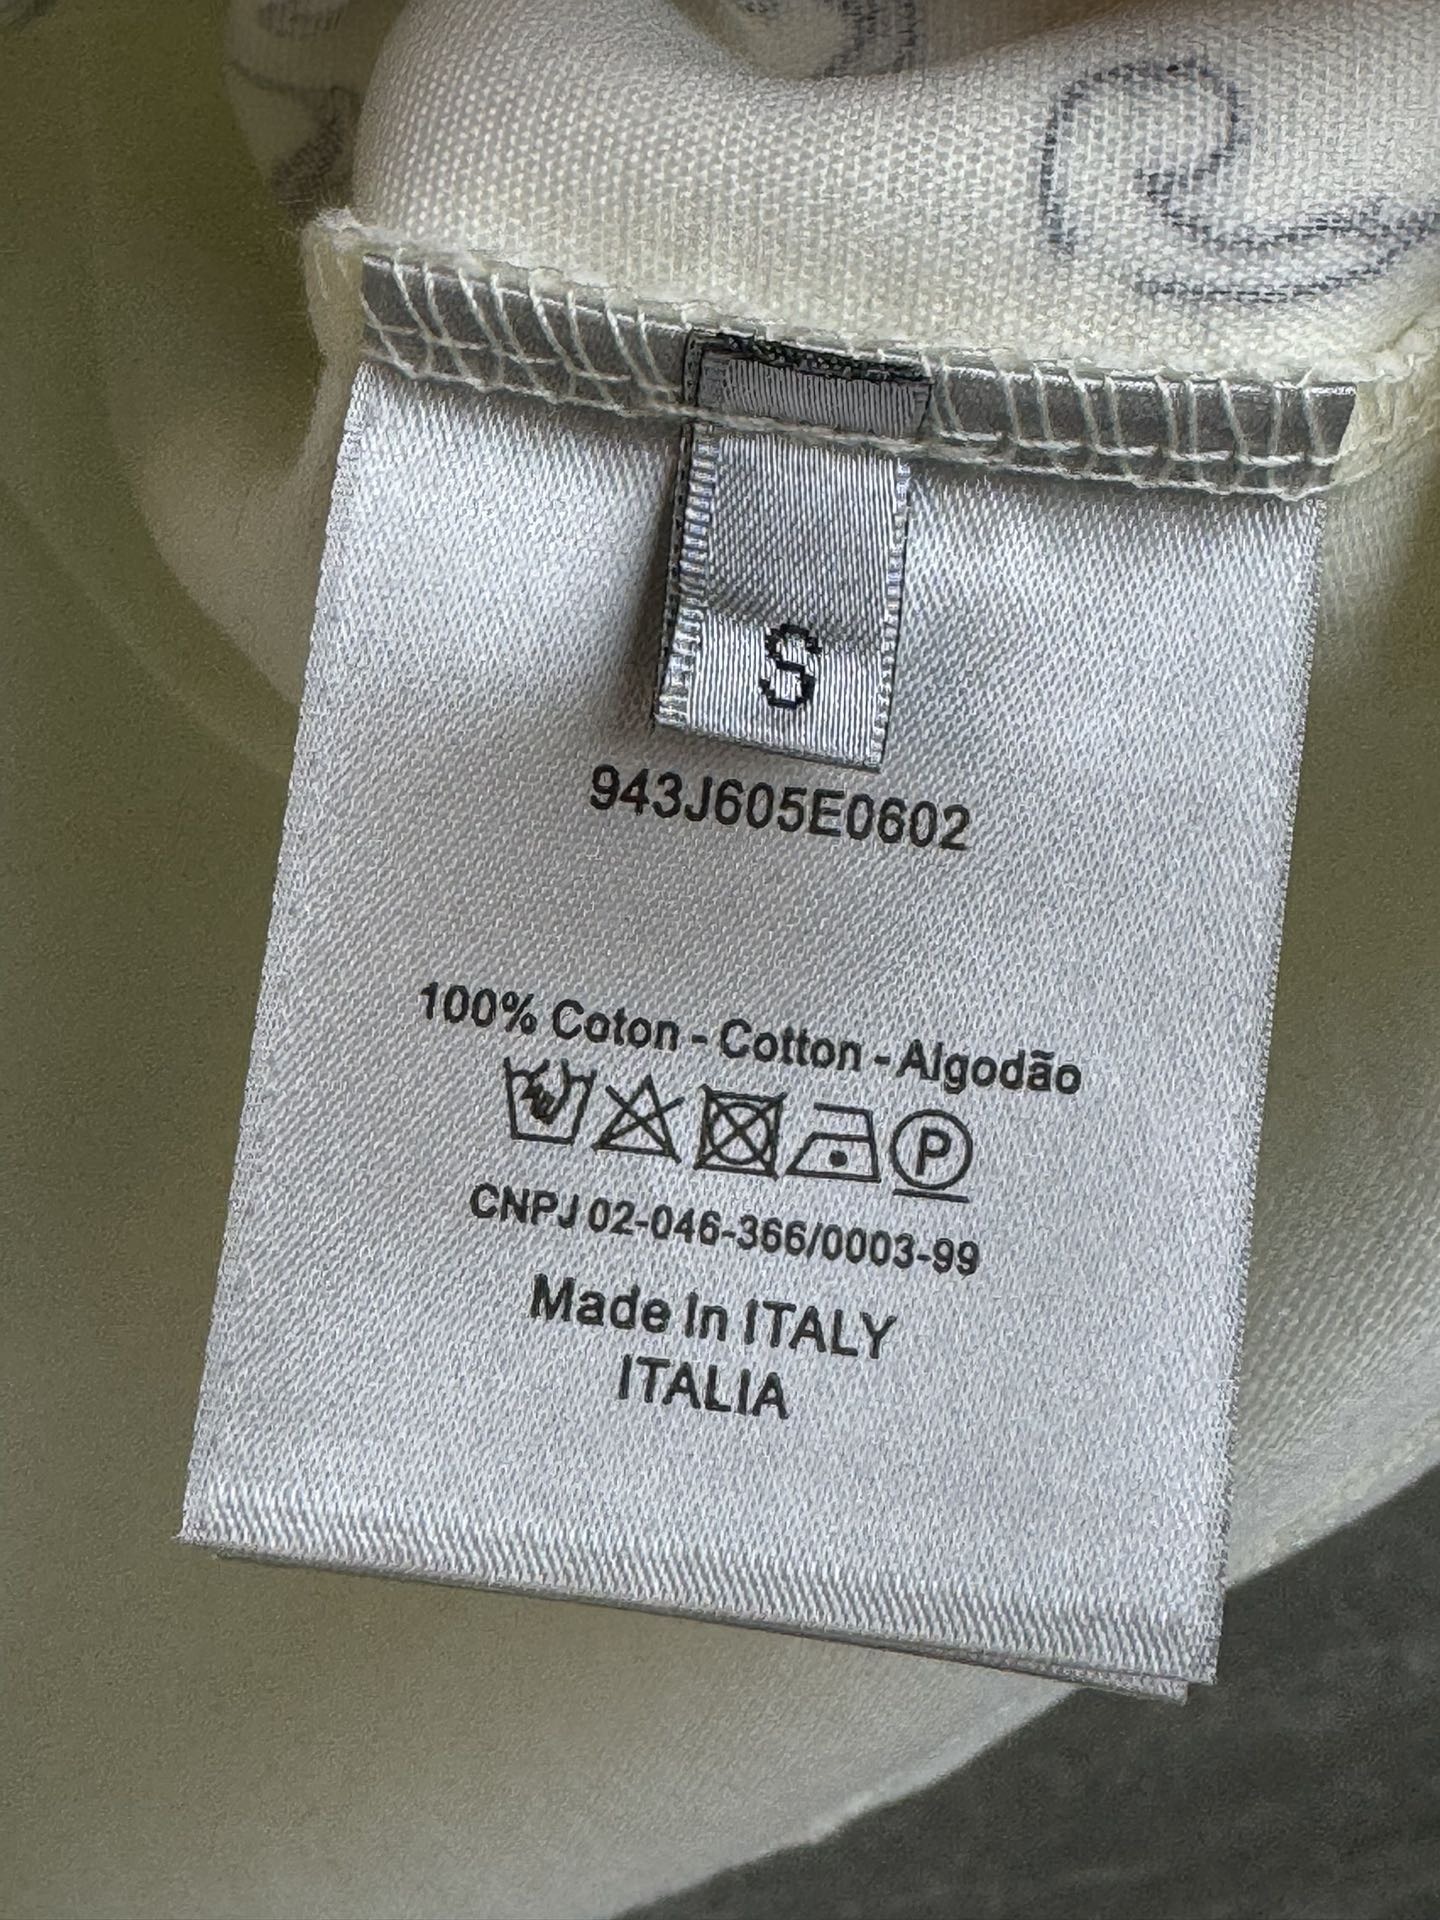 S
943J605E0602
100% Coton - Cotton - Algodão
P
CNPJ 02-046-366/0003-99
Made In ITALY
ITALIA